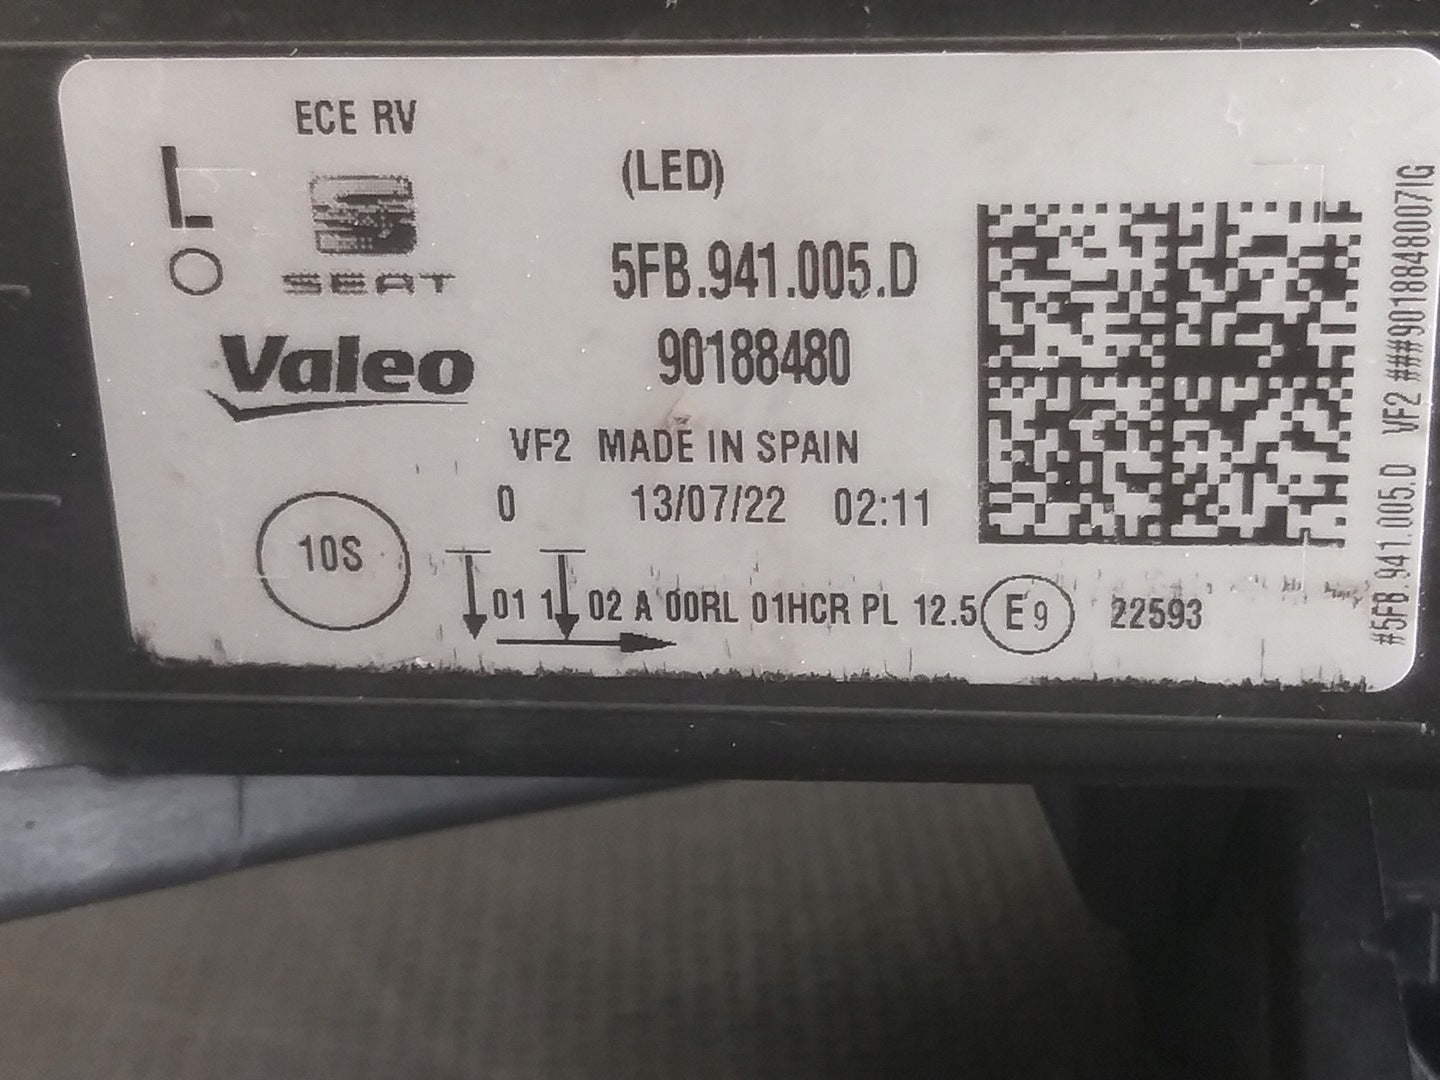 ECE RV
L
SEAT
(LED)
5FB.941.005.D
90188480
Valeo
VF2 MADE IN SPAIN
0 13/07/22 02:11
10S
01 1 02 A 00RL 01HCR PL 12.5 E9 22593
#5FB.941.005.D VF2 ###9018848007IG